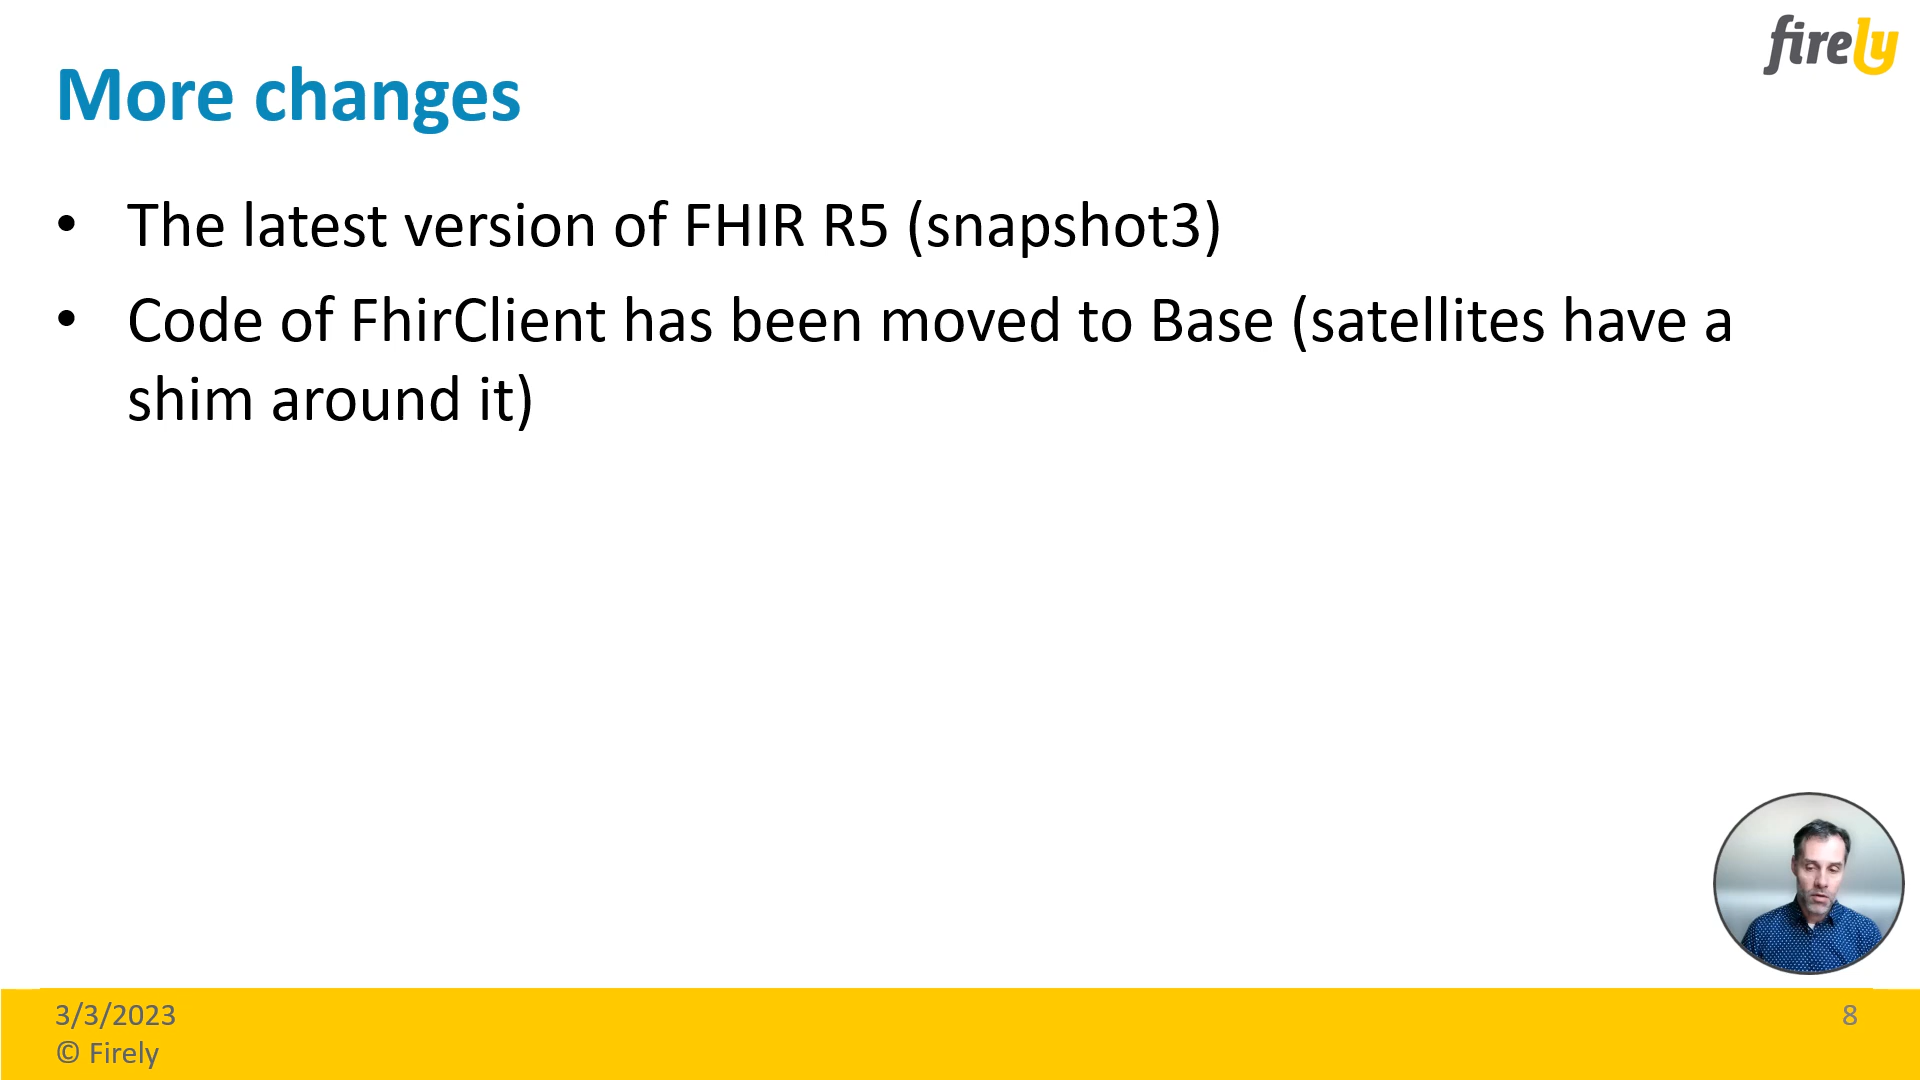 firely
More changes
• The latest version of FHIR R5 (snapshot3)
• Code of FhirClient has been moved to Base (satellites have a
shim around it)
3/3/2023
© Firely
8